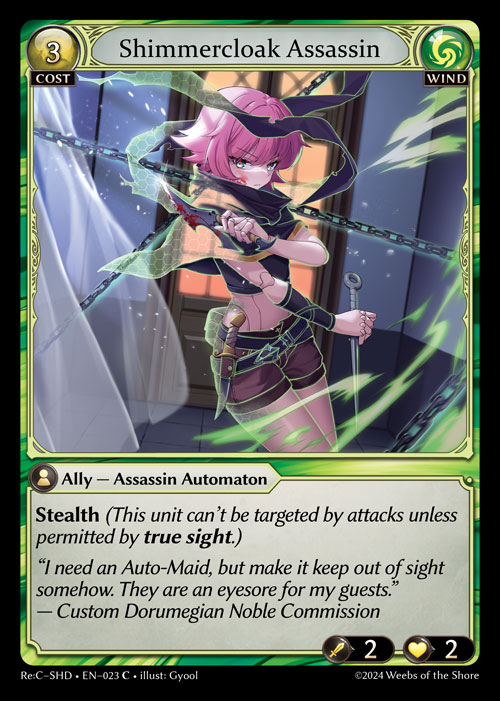 3
Shimmercloak Assassin
COST
WIND
Ally — Assassin Automaton
Stealth (This unit can't be targeted by attacks unless
permitted by true sight.)
“I need an Auto-Maid, but make it keep out of sight
somehow. They are an eyesore for my guests.”
— Custom Dorumegian Noble Commission
2
2
Re:C–SHD • EN–023 C • illust: Gyool
©2024 Weebs of the Shore